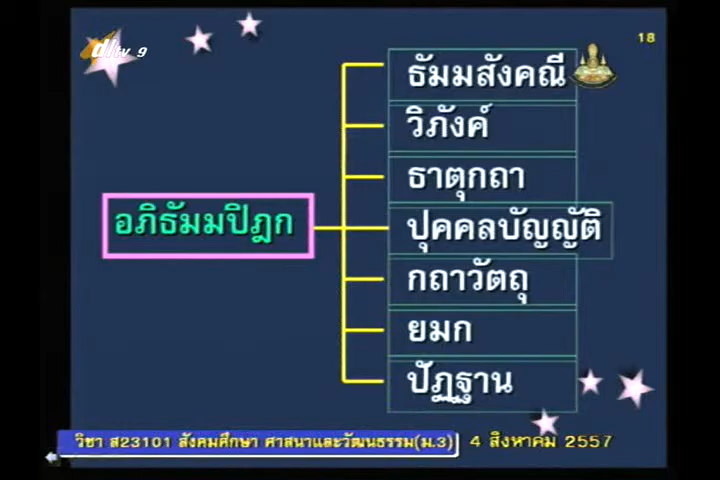 dltv 9
18
อภิธัมมปิฎก
ธัมมสังคณี
วิภังค์
ธาตุกถา
ปุคคลบัญญัติ
กถาวัตถุ
ยมก
ปัฏฐาน
วิชา ส23101 สังคมศึกษา ศาสนาและวัฒนธรรม(ม.3)
4 สิงหาคม 2557